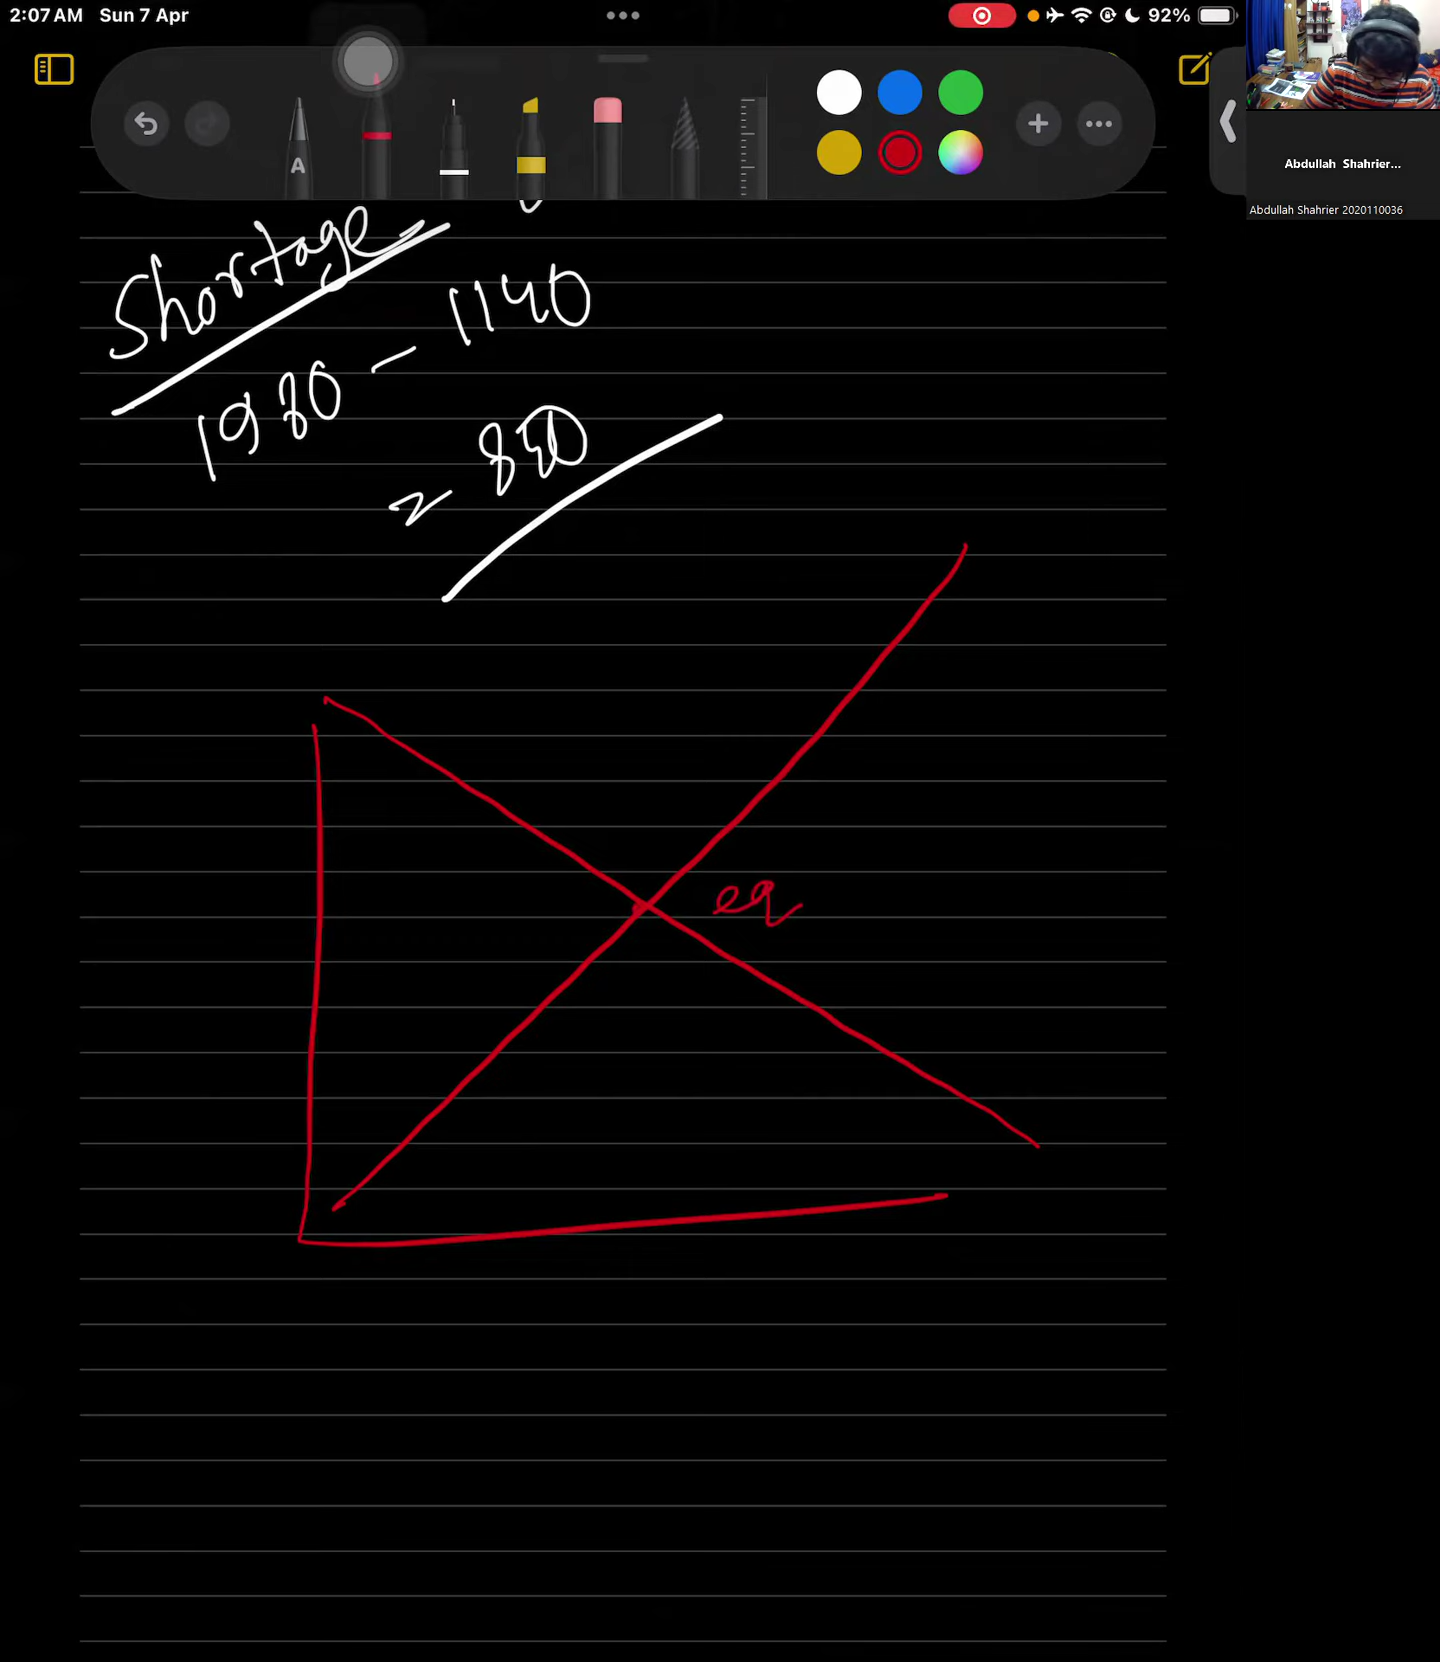 2:07 AM Sun 7 Apr
92%
A
Abdullah Shahrier...
Abdullah Shahrier 2020110036
Shortage
1980 - 1140
= 840
eq